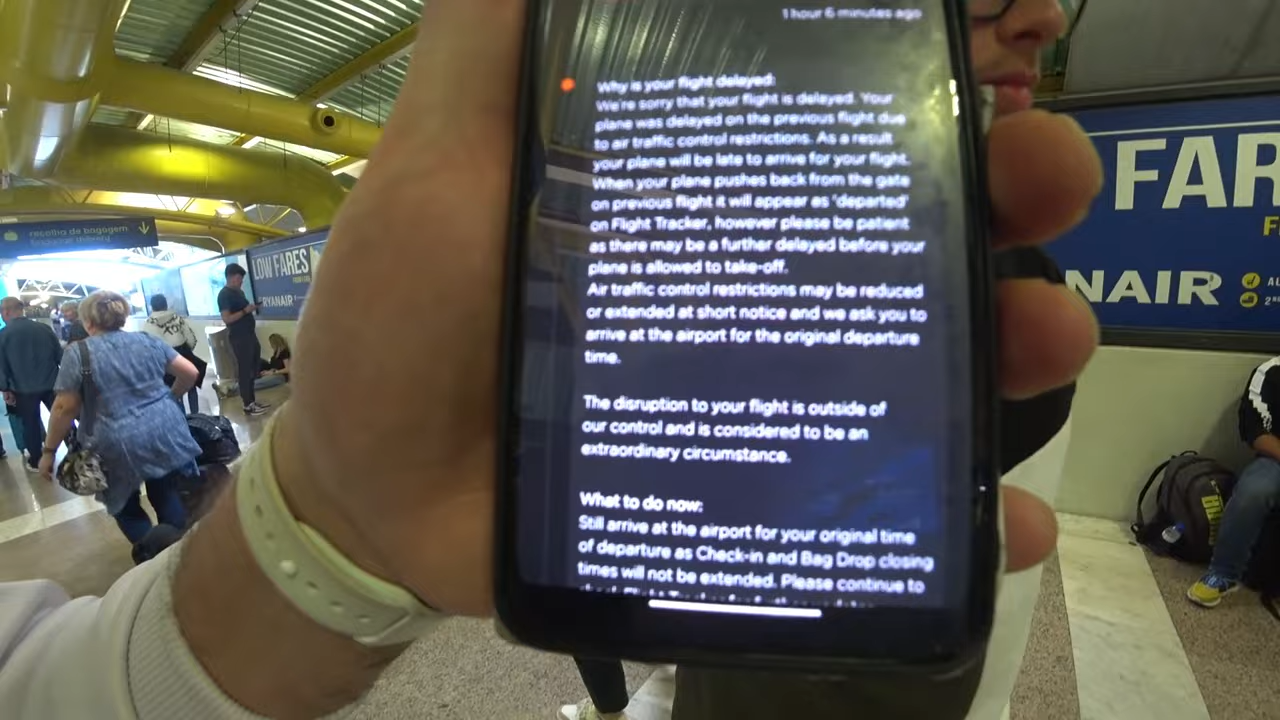 1 hour 6 minutes ago
Why is your flight delayed:
We're sorry that your flight is delayed. Your
plane was delayed on the previous flight due
to air traffic control restrictions. As a result
your plane will be late to arrive for your flight.
When your plane pushes back from the gate
on previous flight it will appear as 'departed'
on Flight Tracker, however please be patient
as there may be a further delayed before your
plane is allowed to take-off.
Air traffic control restrictions may be reduced
or extended at short notice and we ask you to
arrive at the airport for the original departure
time.
The disruption to your flight is outside of
our control and is considered to be an
extraordinary circumstance.
What to do now:
Still arrive at the airport for your original time
of departure as Check-in and Bag Drop closing
times will not be extended. Please continue to
recolha de bagagem
LOW FARES
RYANAIR
FAR
NAIR